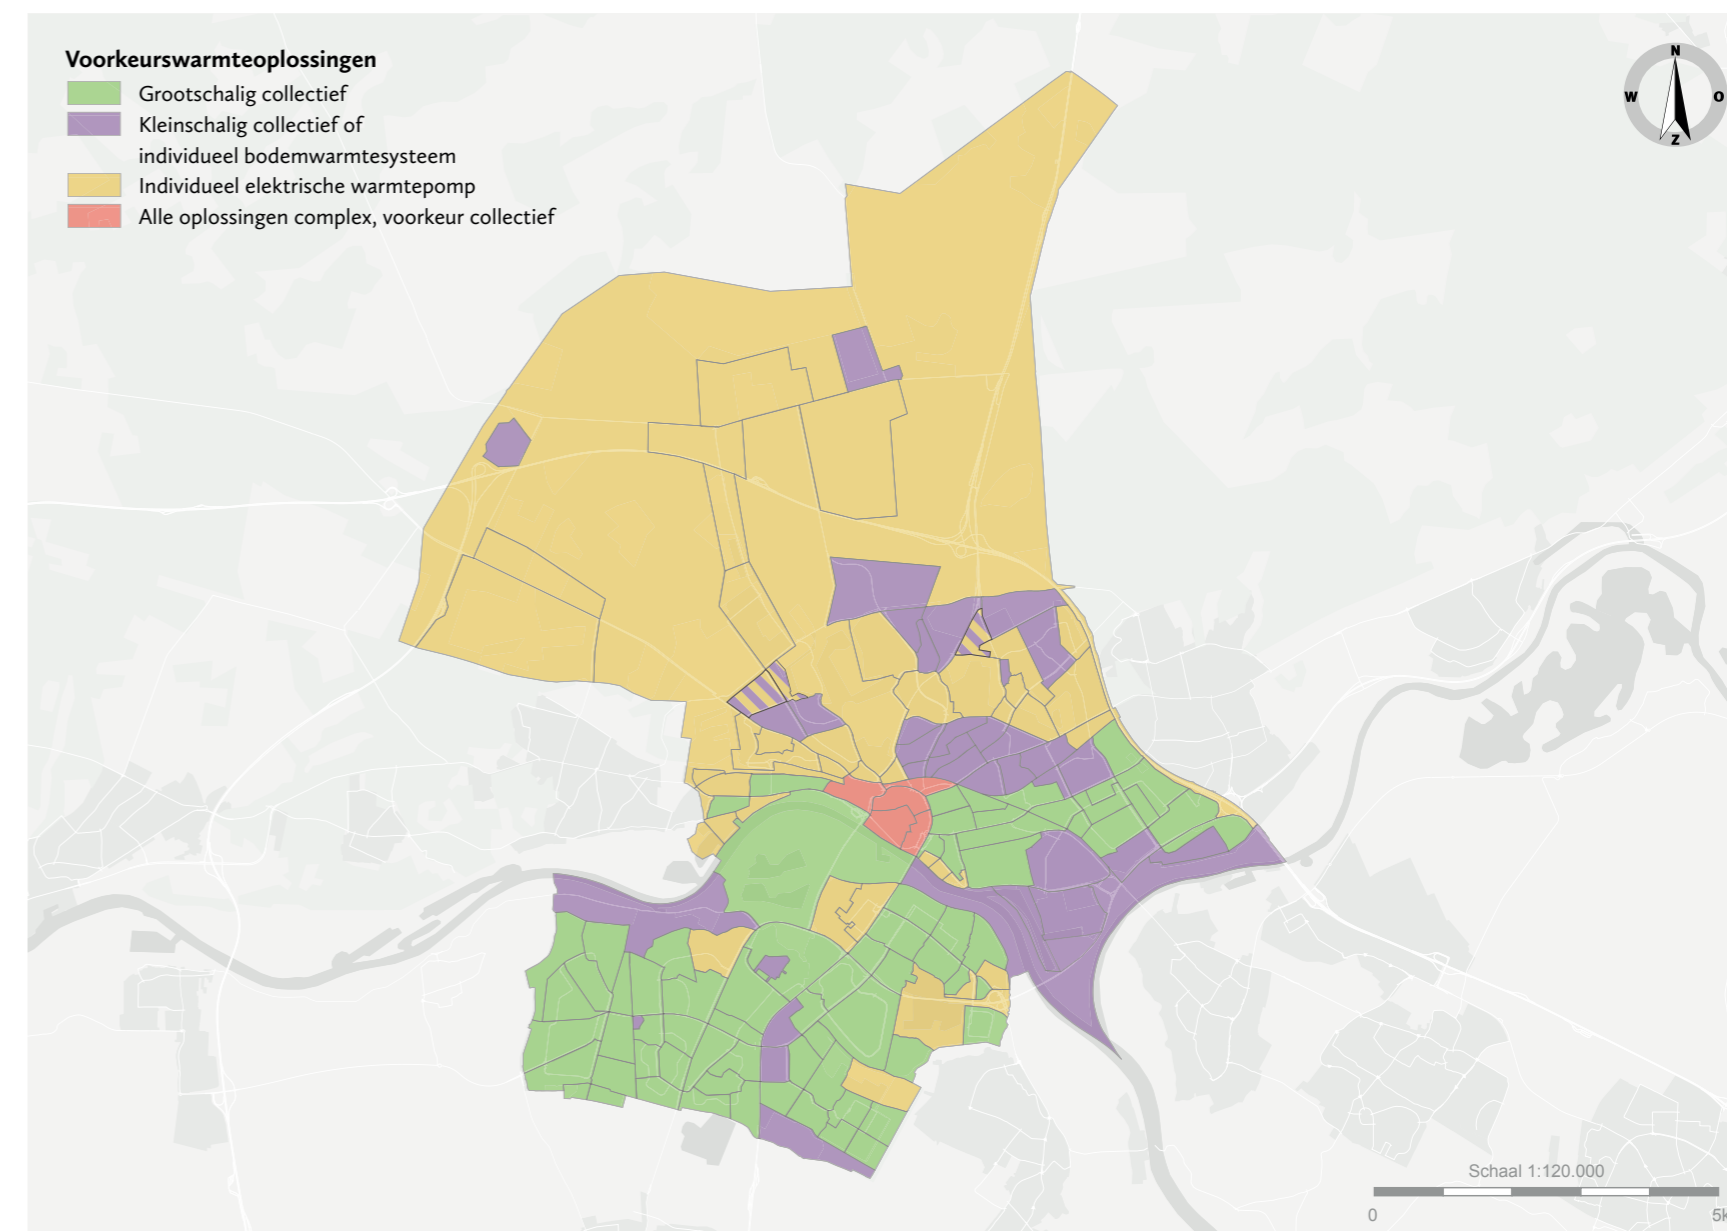 Voorkeurswarmteoplossingen
Grootschalig collectief
Kleinschalig collectief of
individueel bodemwarmtesysteem
Individueel elektrische warmtepomp
Alle oplossingen complex, voorkeur collectief
N
W O
Z
Schaal 1:120.000
0 5